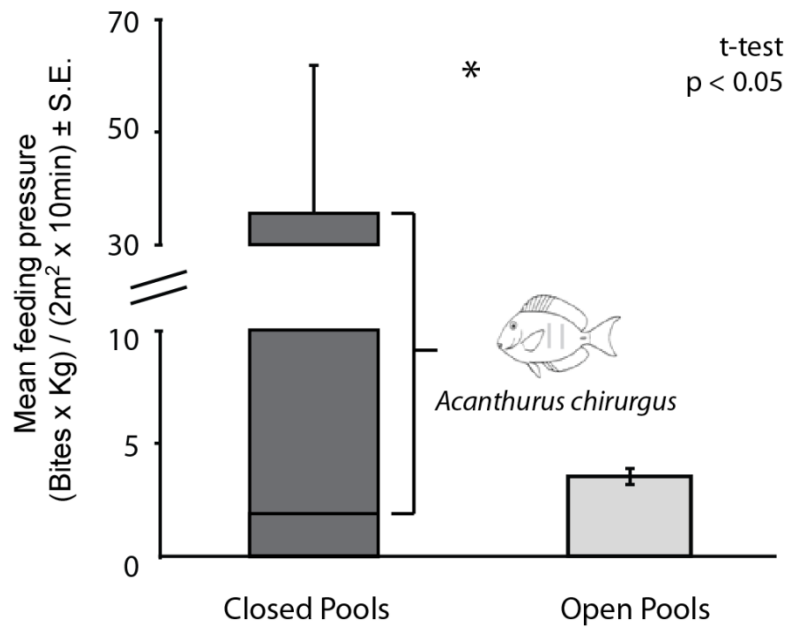 70
50
30
10
5
0
Mean feeding pressure
(Bites x Kg) / (2m² x 10min) ± S.E.
*
t-test
p < 0.05
Acanthurus chirurgus
Closed Pools
Open Pools